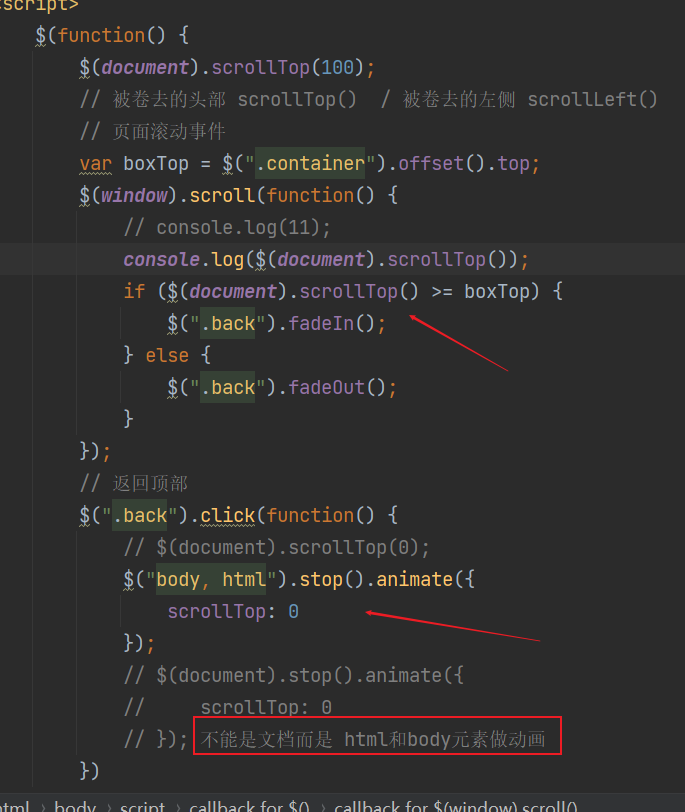 <script>
$(function() {
$(document).scrollTop(100);
// 被卷去的头部 scrollTop()  / 被卷去的左侧 scrollLeft()
// 页面滚动事件
var boxTop = $(".container").offset().top;
$(window).scroll(function() {
// console.log(11);
console.log($(document).scrollTop());
if ($(document).scrollTop() >= boxTop) {
$(".back").fadeIn();
} else {
$(".back").fadeOut();
}
});
// 返回顶部
$(".back").click(function() {
// $(document).scrollTop(0);
$("body, html").stop().animate({
scrollTop: 0
});
// $(document).stop().animate({
//     scrollTop: 0
// }); 不能是文档而是 html和body元素做动画
})
html › body › script › callback for $() › callback for $(window).scroll()